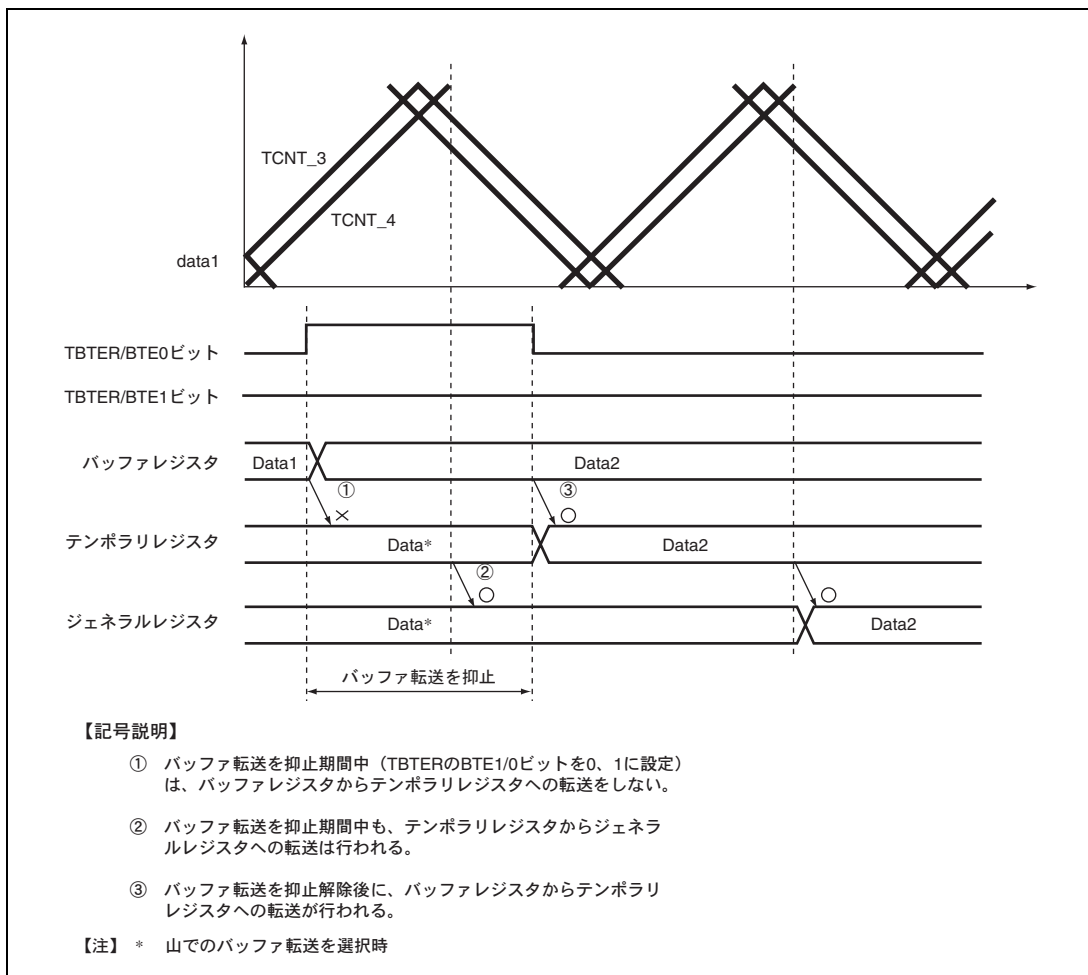 TCNT_3
TCNT_4
data1
TBTER/BTE0ビット
TBTER/BTE1ビット
バッファレジスタ
Data1
Data2
①
×
③
○
テンポラリレジスタ
Data*
Data2
②
○
○
ジェネラルレジスタ
Data*
Data2
バッファ転送を抑止
【記号説明】
① バッファ転送を抑止期間中（TBTERのBTE1/0ビットを0、1に設定）
は、バッファレジスタからテンポラリレジスタへの転送をしない。
② バッファ転送を抑止期間中も、テンポラリレジスタからジェネラ
ルレジスタへの転送は行われる。
③ バッファ転送を抑止解除後に、バッファレジスタからテンポラリ
レジスタへの転送が行われる。
【注】 * 山でのバッファ転送を選択時